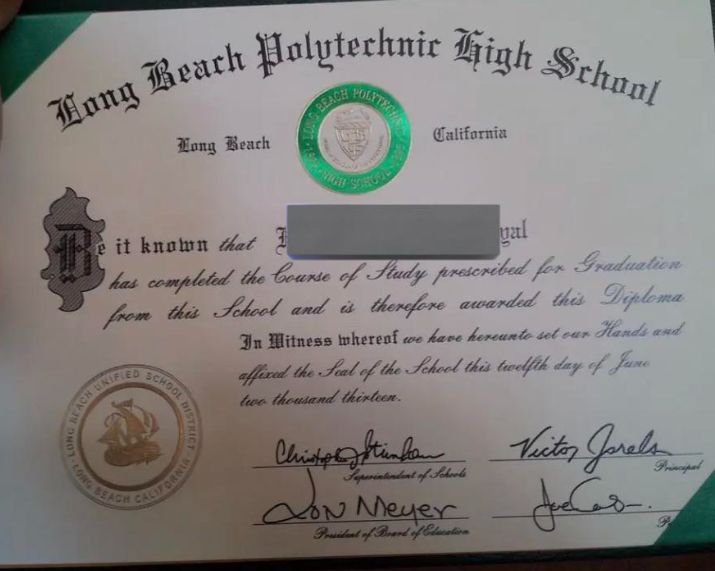 Long Beach Polytechnic High School
Long Beach California
LONG BEACH POLYTECHNIC
HIGH SCHOOL
Be it known that
has completed the Course of Study prescribed for Graduation
from this School and is therefore awarded this Diploma
In Witness whereof we have hereunto set our Hands and
affixed the Seal of the School this twelfth day of June
two thousand thirteen.
LONG BEACH UNIFIED SCHOOL DISTRICT
LONG BEACH CALIFORNIA
Superintendent of Schools Principal
Jon Meyer
President of Board of Education